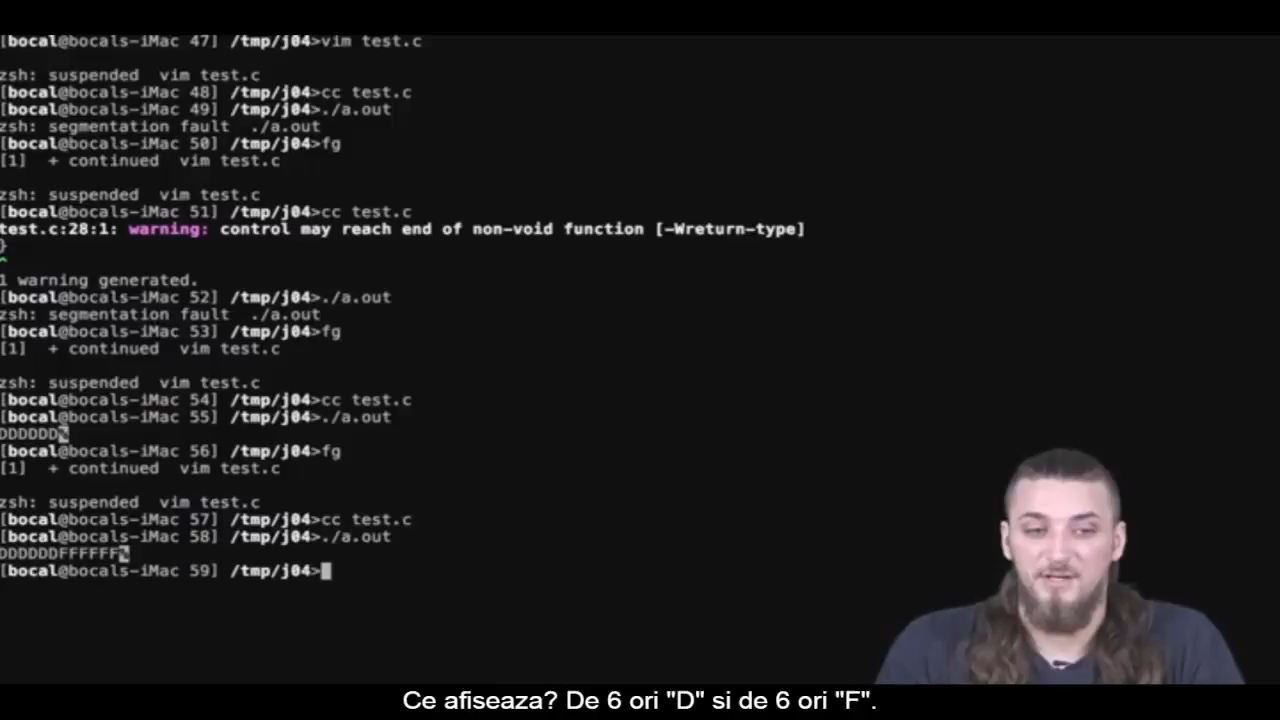 [bocal@bocals-iMac 47] /tmp/j04>vim test.c
zsh: suspended  vim test.c
[bocal@bocals-iMac 48] /tmp/j04>cc test.c
[bocal@bocals-iMac 49] /tmp/j04>./a.out
zsh: segmentation fault  ./a.out
[bocal@bocals-iMac 50] /tmp/j04>fg
[1]  + continued  vim test.c
zsh: suspended  vim test.c
[bocal@bocals-iMac 51] /tmp/j04>cc test.c
test.c:28:1: warning: control may reach end of non-void function [-Wreturn-type]
}
^
1 warning generated.
[bocal@bocals-iMac 52] /tmp/j04>./a.out
zsh: segmentation fault  ./a.out
[bocal@bocals-iMac 53] /tmp/j04>fg
[1]  + continued  vim test.c
zsh: suspended  vim test.c
[bocal@bocals-iMac 54] /tmp/j04>cc test.c
[bocal@bocals-iMac 55] /tmp/j04>./a.out
DDDDDD%
[bocal@bocals-iMac 56] /tmp/j04>fg
[1]  + continued  vim test.c
zsh: suspended  vim test.c
[bocal@bocals-iMac 57] /tmp/j04>cc test.c
[bocal@bocals-iMac 58] /tmp/j04>./a.out
DDDDDDFFFFFF%
[bocal@bocals-iMac 59] /tmp/j04>
Ce afiseaza? De 6 ori "D" si de 6 ori "F".